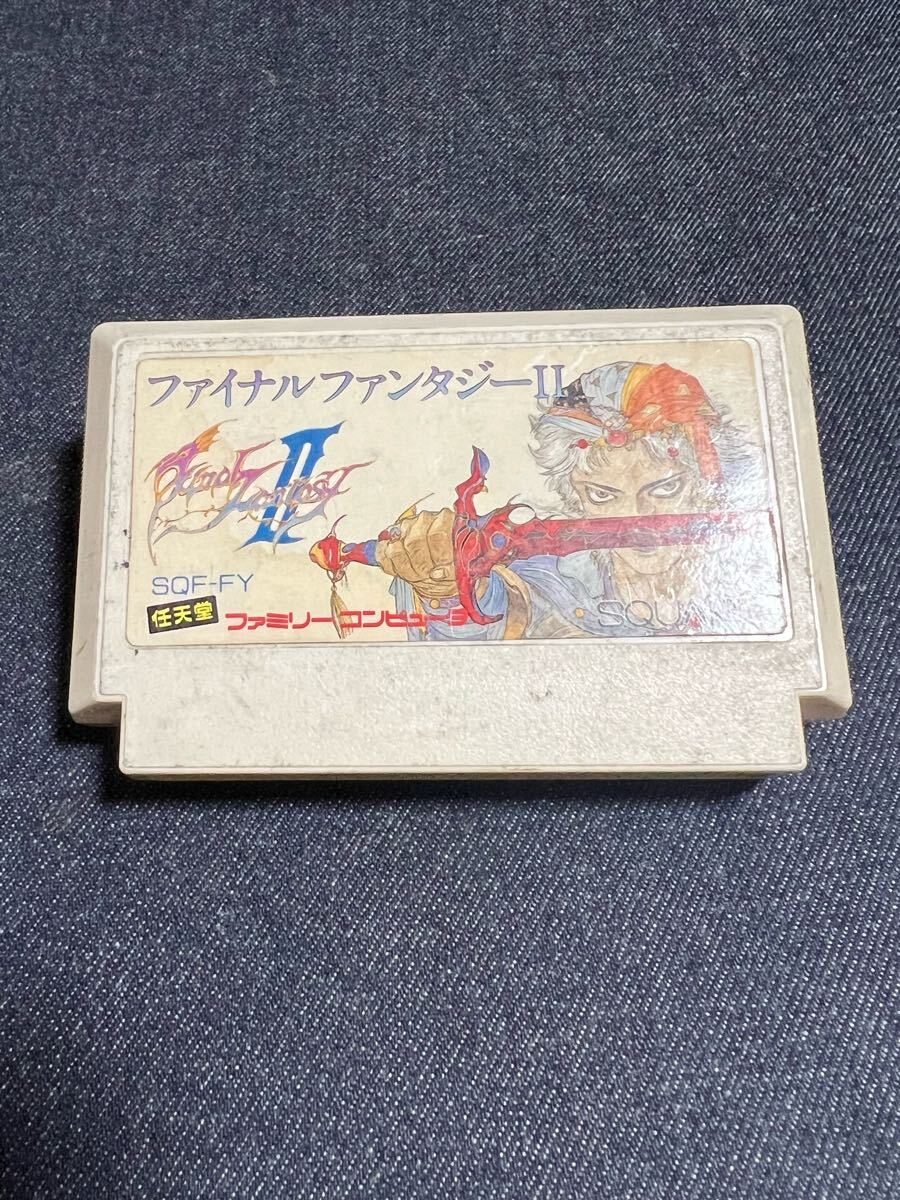 ファイナルファンタジーII
Final Fantasy II
SQF-FY
任天堂 ファミリーコンピュータ